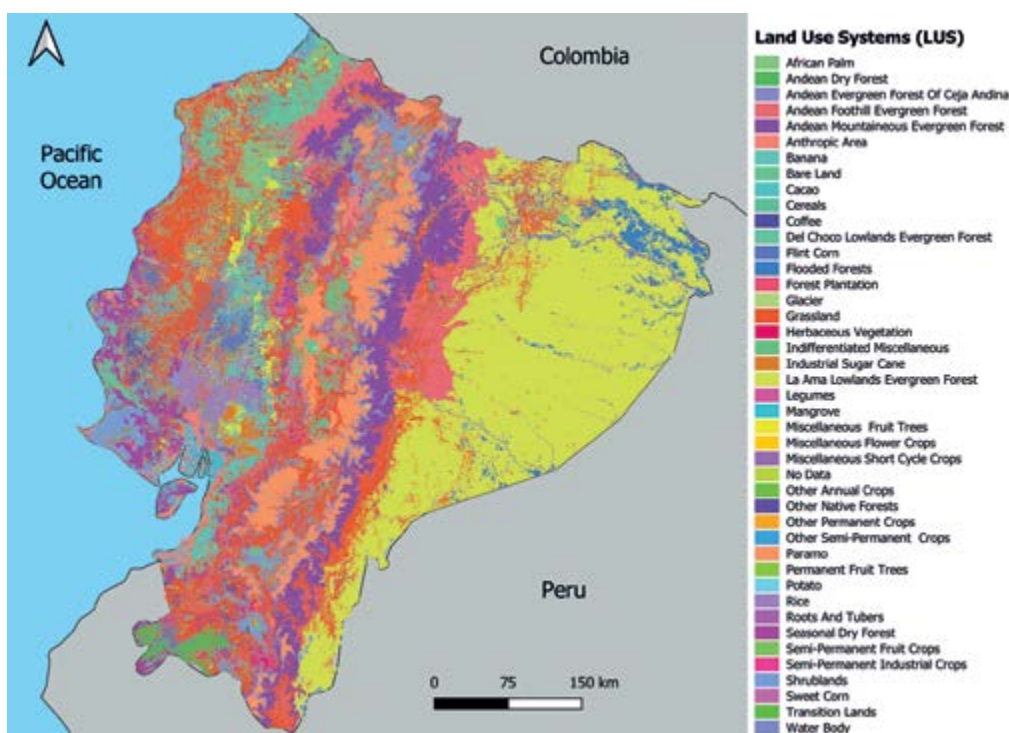 Colombia
Pacific
Ocean
Peru
0 75 150 km
Land Use Systems (LUS)
African Palm
Andean Dry Forest
Andean Evergreen Forest Of Ceja Andina
Andean Foothill Evergreen Forest
Andean Mountaineous Evergreen Forest
Anthropic Area
Banana
Bare Land
Cacao
Cereals
Coffee
Del Choco Lowlands Evergreen Forest
Flint Corn
Flooded Forests
Forest Plantation
Glacier
Grassland
Herbaceous Vegetation
Indifferentiated Miscellaneous
Industrial Sugar Cane
La Ama Lowlands Evergreen Forest
Legumes
Mangrove
Miscellaneous Fruit Trees
Miscellaneous Flower Crops
Miscellaneous Short Cycle Crops
No Data
Other Annual Crops
Other Native Forests
Other Permanent Crops
Other Semi-Permanent Crops
Paramo
Permanent Fruit Trees
Potato
Rice
Roots And Tubers
Seasonal Dry Forest
Semi-Permanent Fruit Crops
Semi-Permanent Industrial Crops
Shrublands
Sweet Corn
Transition Lands
Water Body